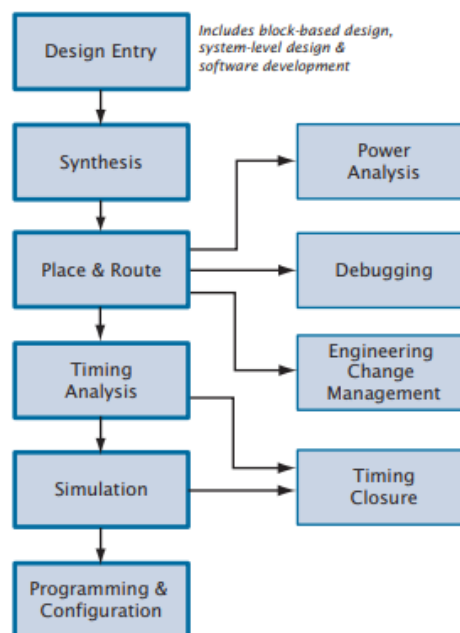 Design Entry
Includes block-based design,
system-level design &
software development
Synthesis
Power
Analysis
Place & Route
Debugging
Timing
Analysis
Engineering
Change
Management
Simulation
Timing
Closure
Programming &
Configuration